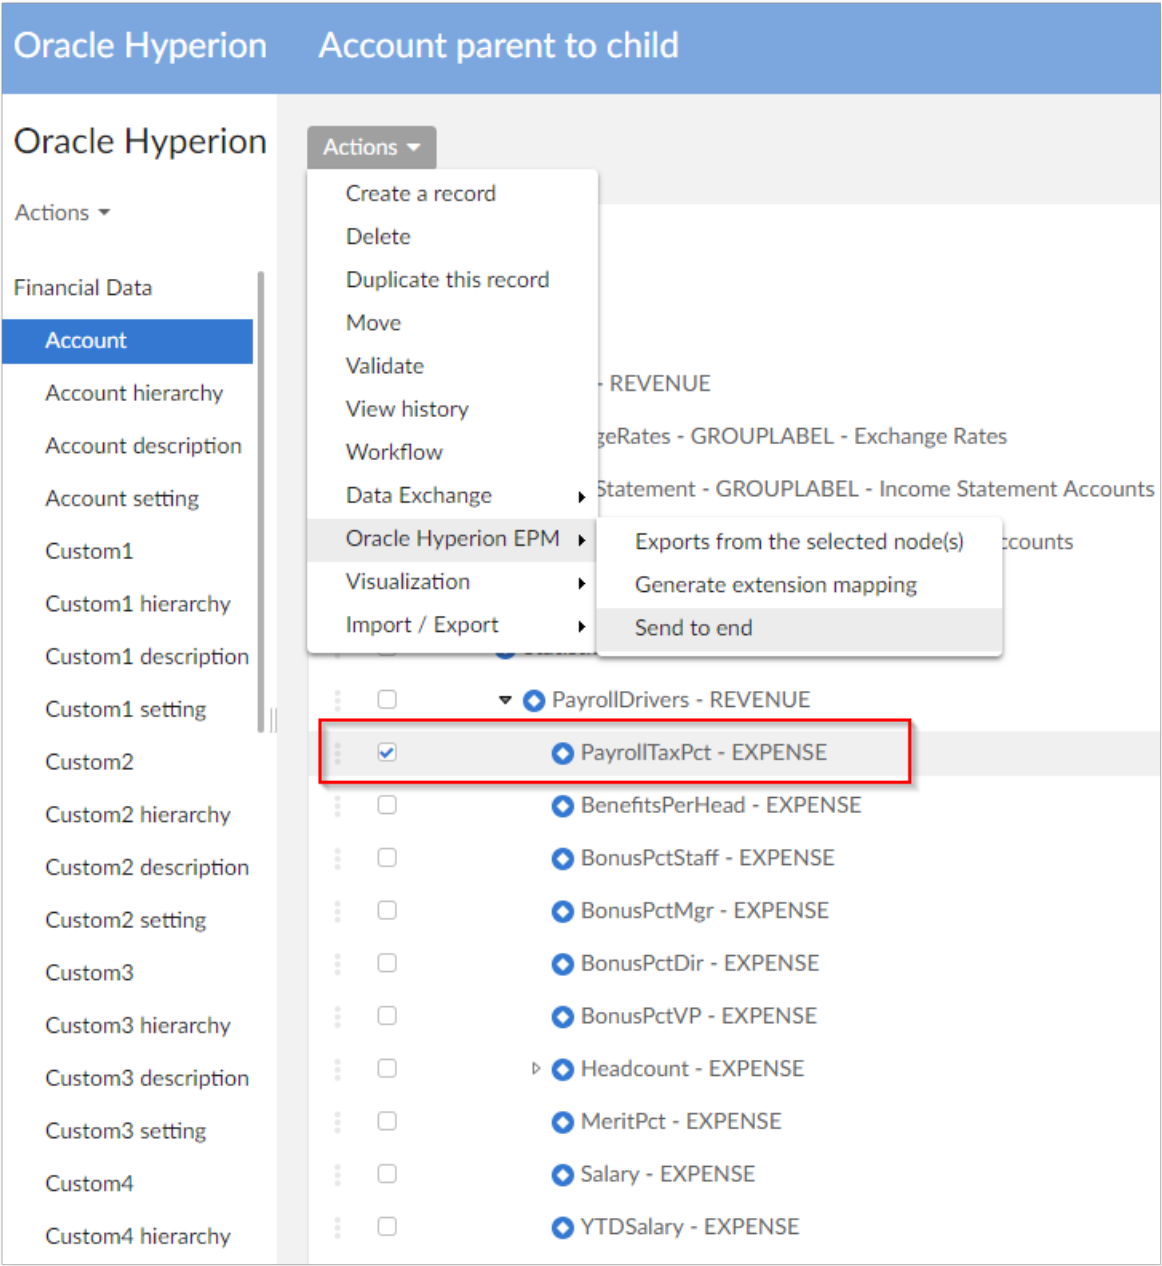 Oracle Hyperion
Account parent to child
Oracle Hyperion
Actions
Financial Data
Account
Account hierarchy
Account description
Account setting
Custom1
Custom1 hierarchy
Custom1 description
Custom1 setting
Custom2
Custom2 hierarchy
Custom2 description
Custom2 setting
Custom3
Custom3 hierarchy
Custom3 description
Custom3 setting
Custom4
Custom4 hierarchy
Actions
Create a record
Delete
Duplicate this record
Move
Validate
View history
Workflow
Data Exchange
Oracle Hyperion EPM
Visualization
Import / Export
Exports from the selected node(s)
Generate extension mapping
Send to end
- REVENUE
geRates - GROUPLABEL - Exchange Rates
Statement - GROUPLABEL - Income Statement Accounts
ccounts
PayrollDrivers - REVENUE
PayrollTaxPct - EXPENSE
BenefitsPerHead - EXPENSE
BonusPctStaff - EXPENSE
BonusPctMgr - EXPENSE
BonusPctDir - EXPENSE
BonusPctVP - EXPENSE
Headcount - EXPENSE
MeritPct - EXPENSE
Salary - EXPENSE
YTDSalary - EXPENSE